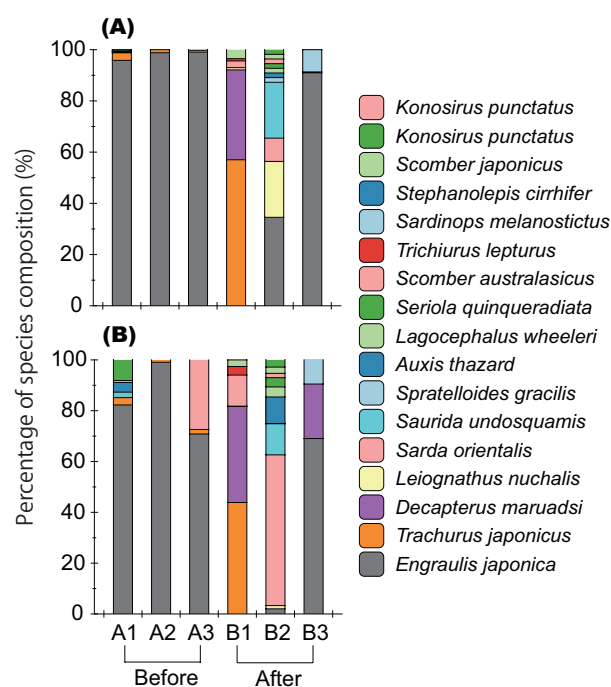 (A)
100
80
60
40
20
0
(B)
100
80
60
40
20
0
Percentage of species composition (%)
A1 A2 A3 B1 B2 B3
Before After
Konosirus punctatus
Konosirus punctatus
Scomber japonicus
Stephanolepis cirrhifer
Sardinops melanostictus
Trichiurus lepturus
Scomber australasicus
Seriola quinqueradiata
Lagocephalus wheeleri
Auxis thazard
Spratelloides gracilis
Saurida undosquamis
Sarda orientalis
Leiognathus nuchalis
Decapterus maruadsi
Trachurus japonicus
Engraulis japonica